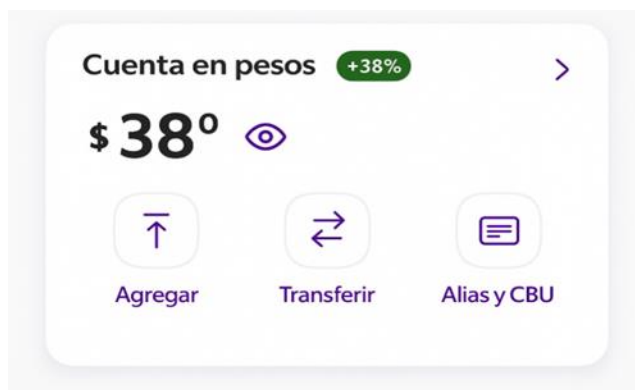 Cuenta en pesos +38%
$ 38⁰
Agregar Transferir Alias y CBU